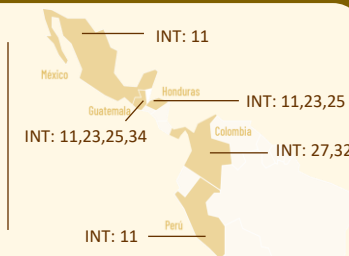 INT: 11
México
Honduras
INT: 11,23,25
Guatemala
INT: 11,23,25,34
Colombia
INT: 27,32
Perú
INT: 11